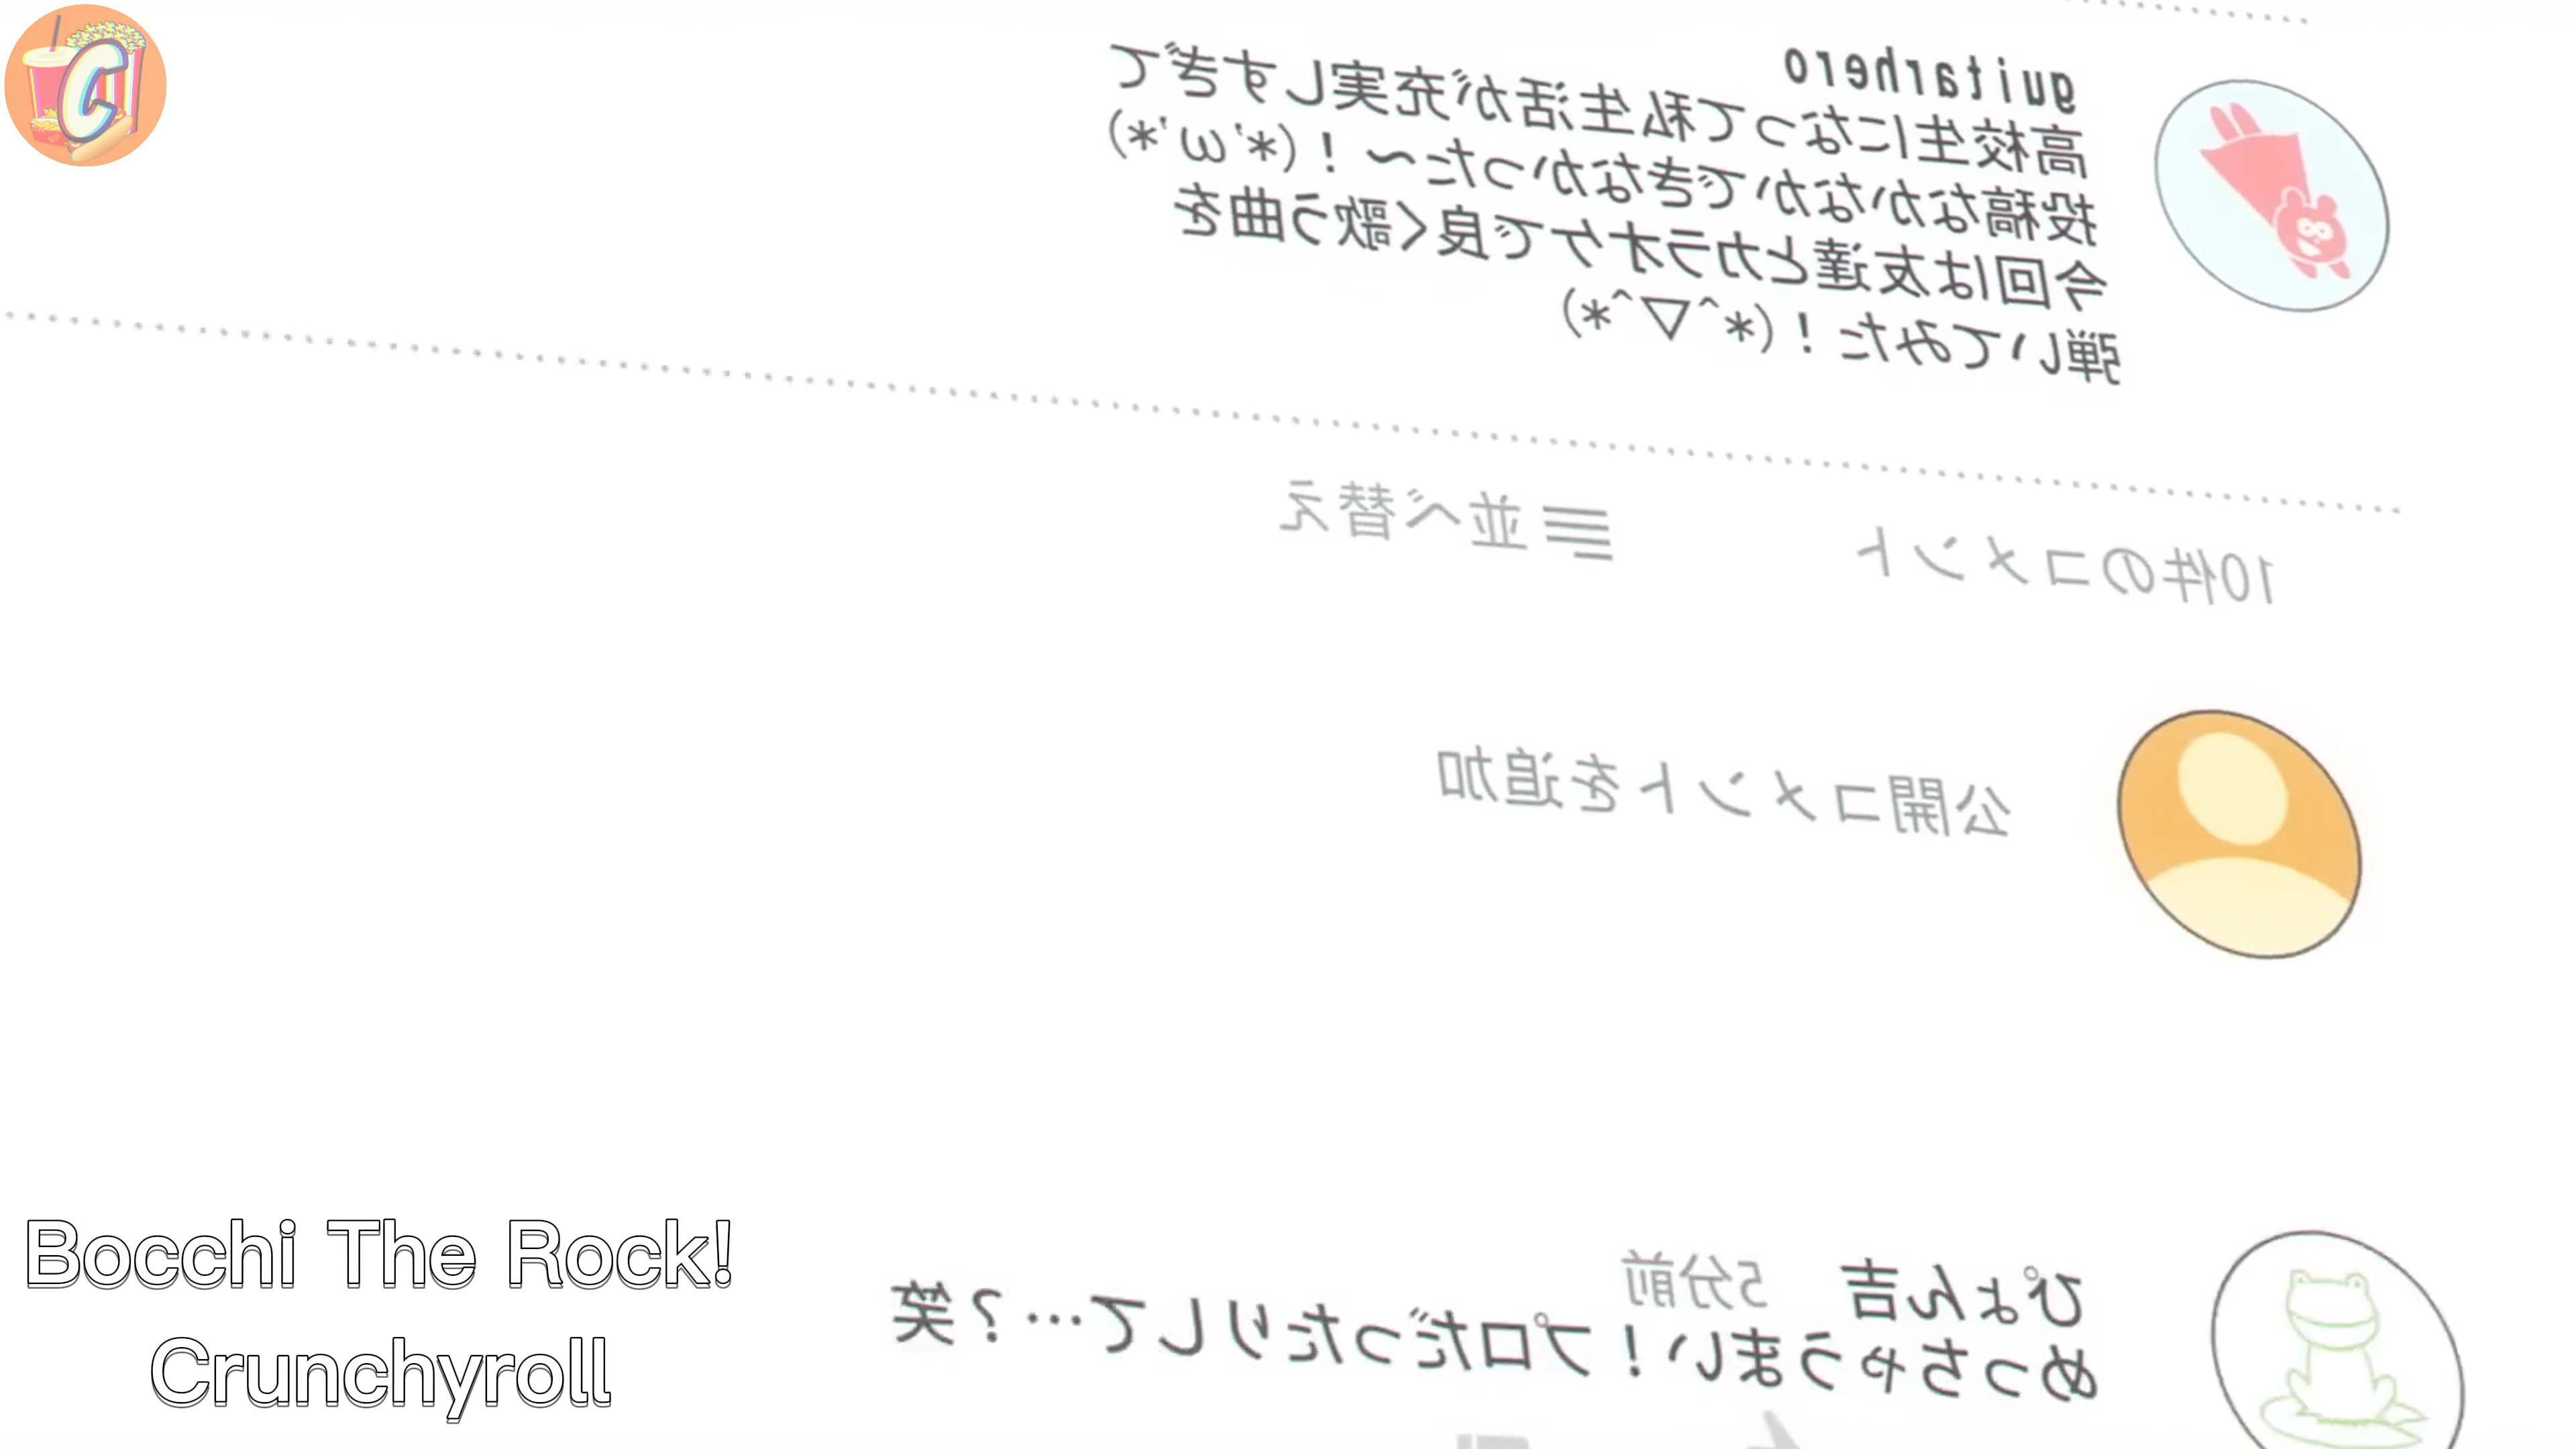 C
guitarhero
高校生になって私生活が充実しすぎて
投稿なかなかできなかった～！(*'ω'*)
今回は友達とカラオケで良く歌う曲を
弾いてみた！(*^▽^*)
10件のコメント 並べ替え
公開コメントを追加
ぴょん吉 5分前
めっちゃうまい！プロだったりして…？笑
Bocchi The Rock!
Crunchyroll